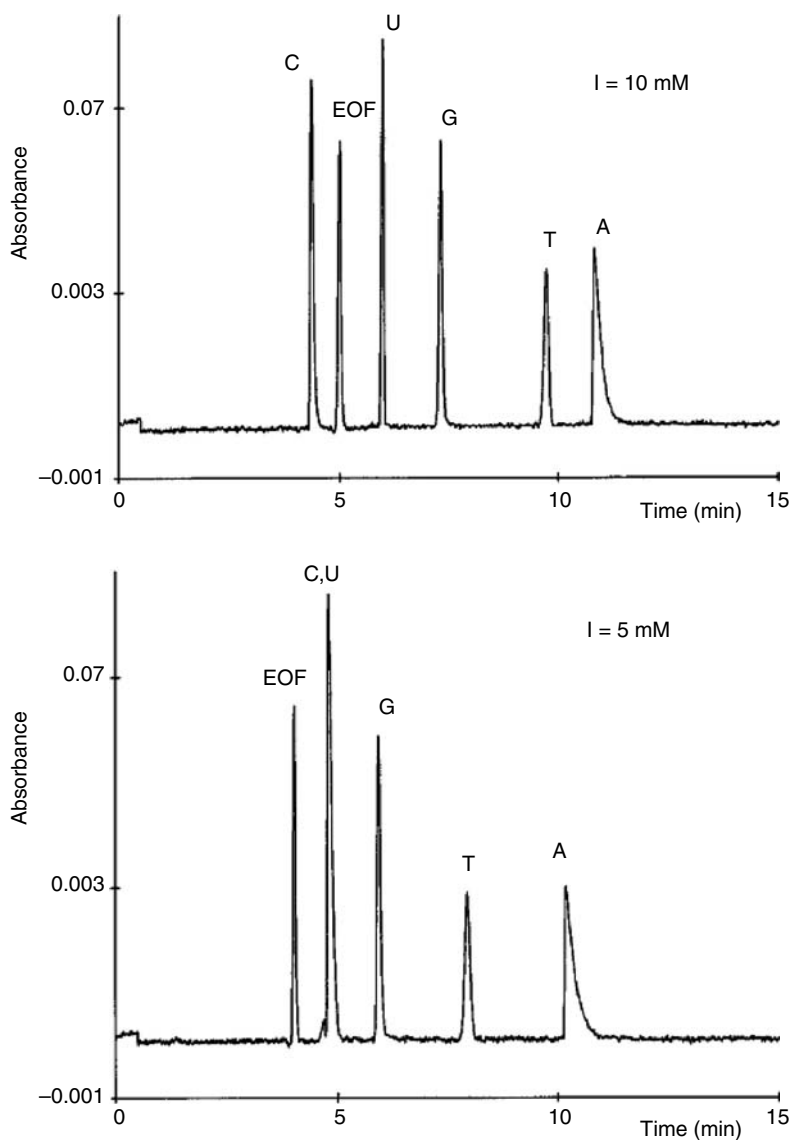 U
C
I = 10 mM
0.07
EOF
G
Absorbance
T
A
0.003
−0.001
0
5
10
15
Time (min)
C,U
I = 5 mM
0.07
EOF
G
Absorbance
T
A
0.003
−0.001
0
5
10
15
Time (min)